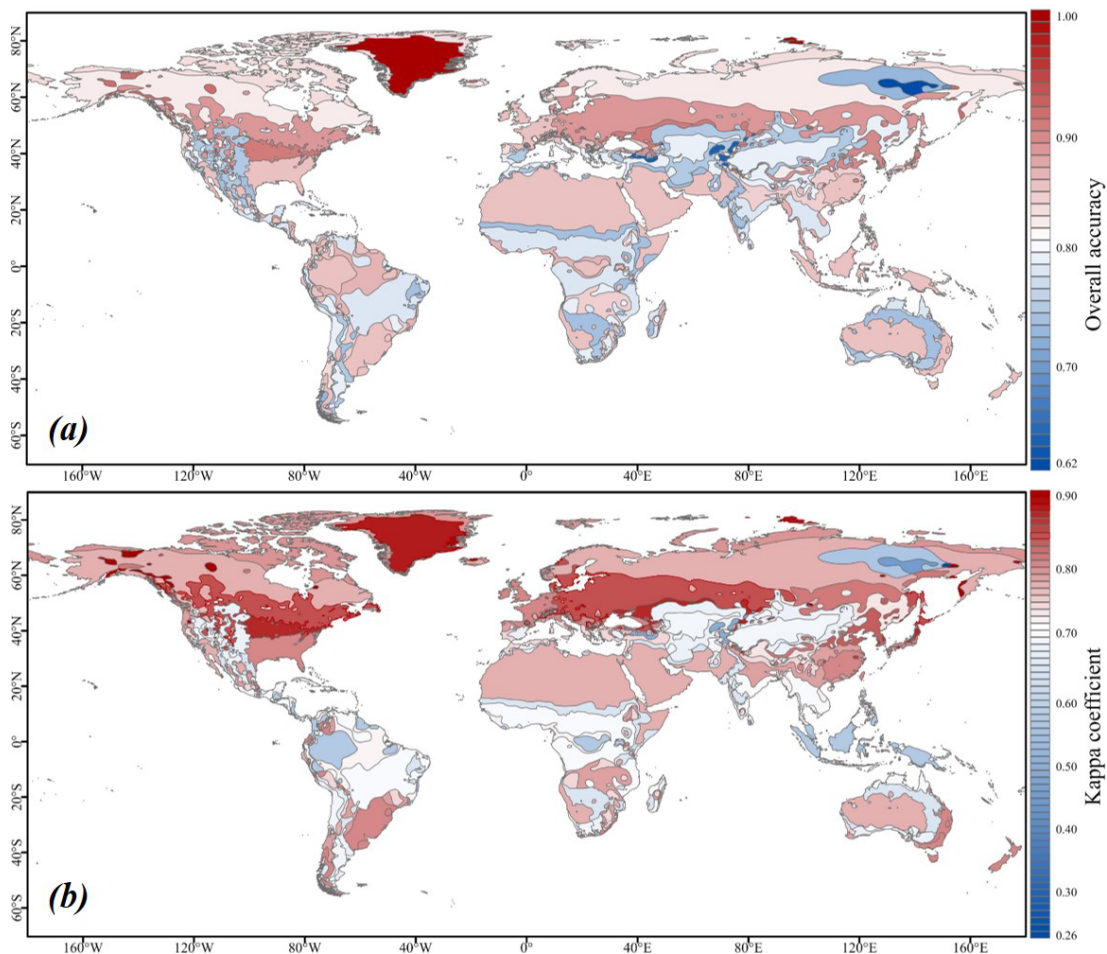 1.00
0.90
0.80
0.70
0.62
Overall accuracy
80°N
60°N
40°N
20°N
0°
20°S
40°S
60°S
(a)
160°W
120°W
80°W
40°W
0°
40°E
80°E
120°E
160°E
0.90
0.80
0.70
0.60
0.50
0.40
0.30
0.26
Kappa coefficient
80°N
60°N
40°N
20°N
0°
20°S
40°S
60°S
(b)
160°W
120°W
80°W
40°W
0°
40°E
80°E
120°E
160°E